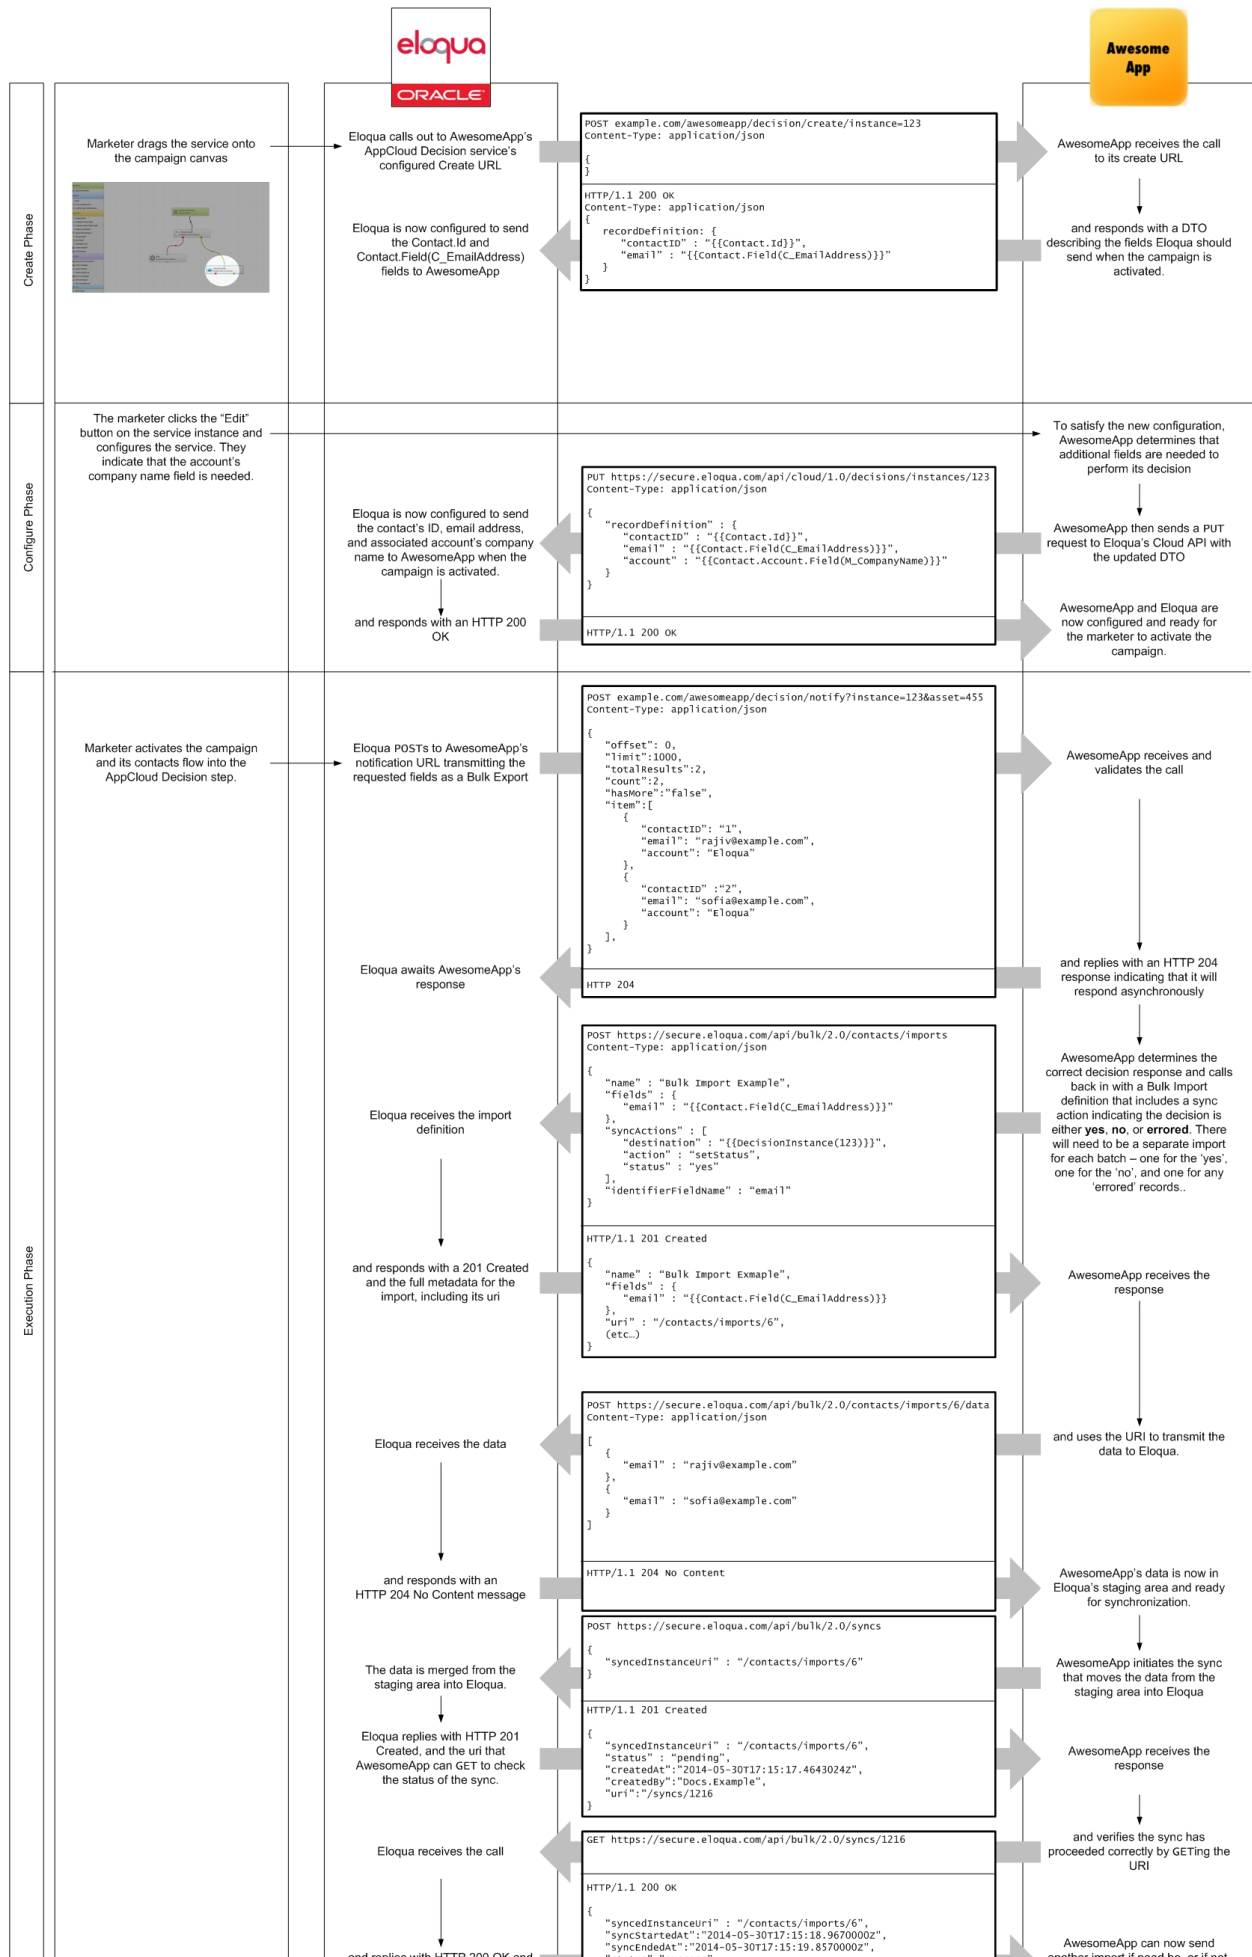 eloqua
ORACLE
Awesome
App
Create Phase
Marketer drags the service onto
the campaign canvas
Eloqua calls out to AwesomeApp's
AppCloud Decision service's
configured Create URL
POST example.com/awesomeapp/decision/create/instance=123
Content-Type: application/json
{
}
AwesomeApp receives the call
to its create URL
Eloqua is now configured to send
the Contact.Id and
Contact.Field(C_EmailAddress)
fields to AwesomeApp
HTTP/1.1 200 OK
Content-Type: application/json
{
recordDefinition: {
"contactID" : "{{Contact.Id}}",
"email" : "{{Contact.Field(C_EmailAddress)}}"
}
}
and responds with a DTO
describing the fields Eloqua should
send when the campaign is
activated.
Configure Phase
The marketer clicks the "Edit"
button on the service instance and
configures the service. They
indicate that the account's
company name field is needed.
To satisfy the new configuration,
AwesomeApp determines that
additional fields are needed to
perform its decision
Eloqua is now configured to send
the contact's ID, email address,
and associated account's company
name to AwesomeApp when the
campaign is activated.
PUT https://secure.eloqua.com/api/cloud/1.0/decisions/instances/123
Content-Type: application/json
{
"recordDefinition" : {
"contactID" : "{{Contact.Id}}",
"email" : "{{Contact.Field(C_EmailAddress)}}",
"account" : "{{Contact.Account.Field(M_CompanyName)}}"
}
}
AwesomeApp then sends a PUT
request to Eloqua's Cloud API with
the updated DTO
and responds with an HTTP 200
OK
HTTP/1.1 200 OK
AwesomeApp and Eloqua are
now configured and ready for
the marketer to activate the
campaign.
Execution Phase
Marketer activates the campaign
and its contacts flow into the
AppCloud Decision step.
Eloqua POSTs to AwesomeApp's
notification URL transmitting the
requested fields as a Bulk Export
POST example.com/awesomeapp/decision/notify?instance=123&asset=455
Content-Type: application/json
{
"offset": 0,
"limit":1000,
"totalResults":2,
"count":2,
"hasMore":"false",
"item":[
{
"contactID": "1",
"email": "rajiv@example.com",
"account": "Eloqua"
},
{
"contactID" :"2",
"email": "sofia@example.com",
"account": "Eloqua"
}
],
}
AwesomeApp receives and
validates the call
Eloqua awaits AwesomeApp's
response
HTTP 204
and replies with an HTTP 204
response indicating that it will
respond asynchronously
Eloqua receives the import
definition
POST https://secure.eloqua.com/api/bulk/2.0/contacts/imports
Content-Type: application/json
{
"name" : "Bulk Import Example",
"fields" : {
"email" : "{{Contact.Field(C_EmailAddress)}}"
},
"syncActions" : [
"destination" : "{{DecisionInstance(123)}}",
"action" : "setStatus",
"status" : "yes"
],
"identifierFieldName" : "email"
}
AwesomeApp determines the
correct decision response and calls
back in with a Bulk Import
definition that includes a sync
action indicating the decision is
either yes, no, or errored. There
will need to be a separate import
for each batch – one for the 'yes',
one for the 'no', and one for any
'errored' records..
and responds with a 201 Created
and the full metadata for the
import, including its uri
HTTP/1.1 201 Created
{
"name" : "Bulk Import Exmaple",
"fields" : {
"email" : "{{Contact.Field(C_EmailAddress)}}
},
"uri" : "/contacts/imports/6",
(etc…)
}
AwesomeApp receives the
response
Eloqua receives the data
POST https://secure.eloqua.com/api/bulk/2.0/contacts/imports/6/data
Content-Type: application/json
[
{
"email" : "rajiv@example.com"
},
{
"email" : "sofia@example.com"
}
]
and uses the URI to transmit the
data to Eloqua.
and responds with an
HTTP 204 No Content message
HTTP/1.1 204 No Content
AwesomeApp's data is now in
Eloqua's staging area and ready
for synchronization.
The data is merged from the
staging area into Eloqua.
POST https://secure.eloqua.com/api/bulk/2.0/syncs
{
"syncedInstanceUri" : "/contacts/imports/6"
}
AwesomeApp initiates the sync
that moves the data from the
staging area into Eloqua
Eloqua replies with HTTP 201
Created, and the uri that
AwesomeApp can GET to check
the status of the sync.
HTTP/1.1 201 Created
{
"syncedInstanceUri" : "/contacts/imports/6",
"status" : "pending",
"createdAt":"2014-05-30T17:15:17.4643024Z",
"createdBy":"Docs.Example",
"uri":"/syncs/1216
}
AwesomeApp receives the
response
Eloqua receives the call
GET https://secure.eloqua.com/api/bulk/2.0/syncs/1216
and verifies the sync has
proceeded correctly by GETing the
URI
and replies with HTTP 200 OK and
HTTP/1.1 200 OK
{
"syncedInstanceUri" : "/contacts/imports/6",
"syncStartedAt":"2014-05-30T17:15:18.9670000Z",
"syncEndedAt":"2014-05-30T17:15:19.8570000Z",
AwesomeApp can now send
another import if need be, or if not